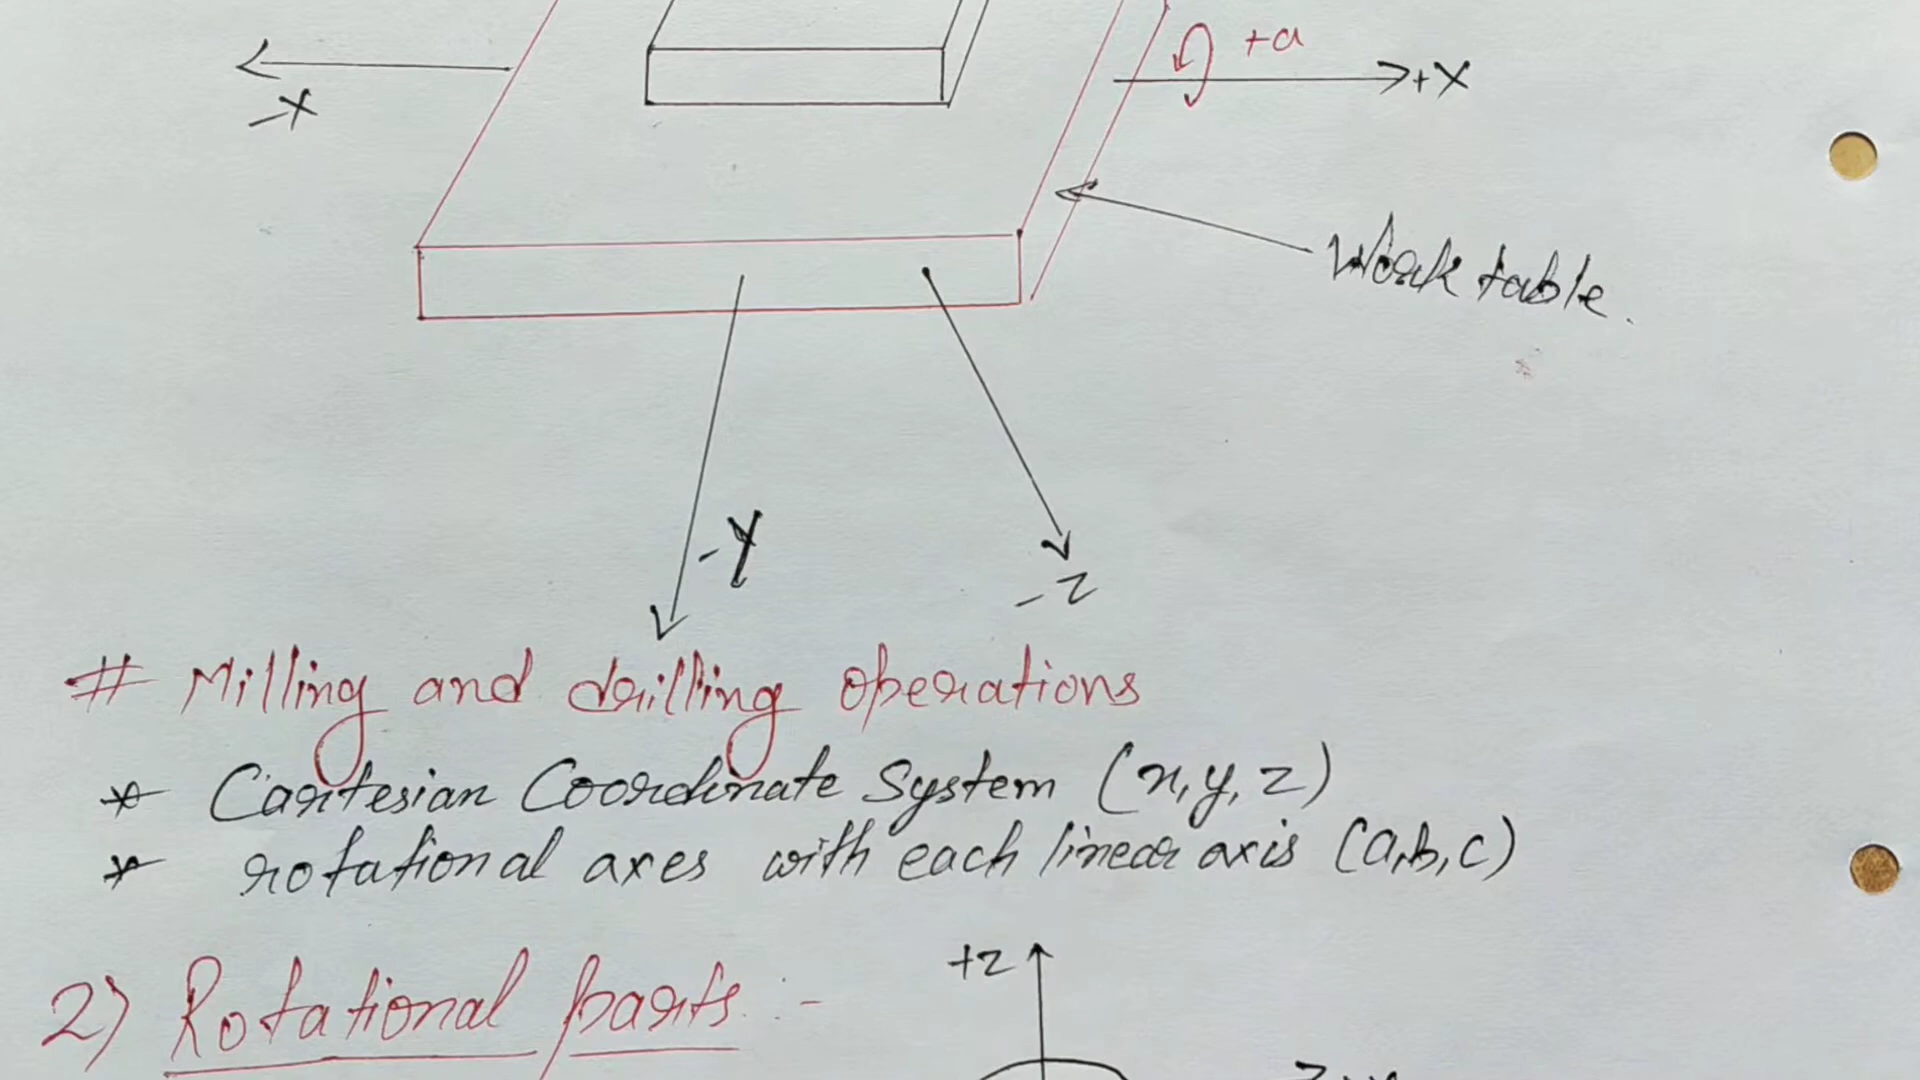 +a
+X
-X
Work table.
-Y
-Z
# Milling and drilling operations
* Cartesian Coordinate System (x, y, z)
* rotational axes with each linear axis (a, b, c)
+z
2) Rotational parts :-